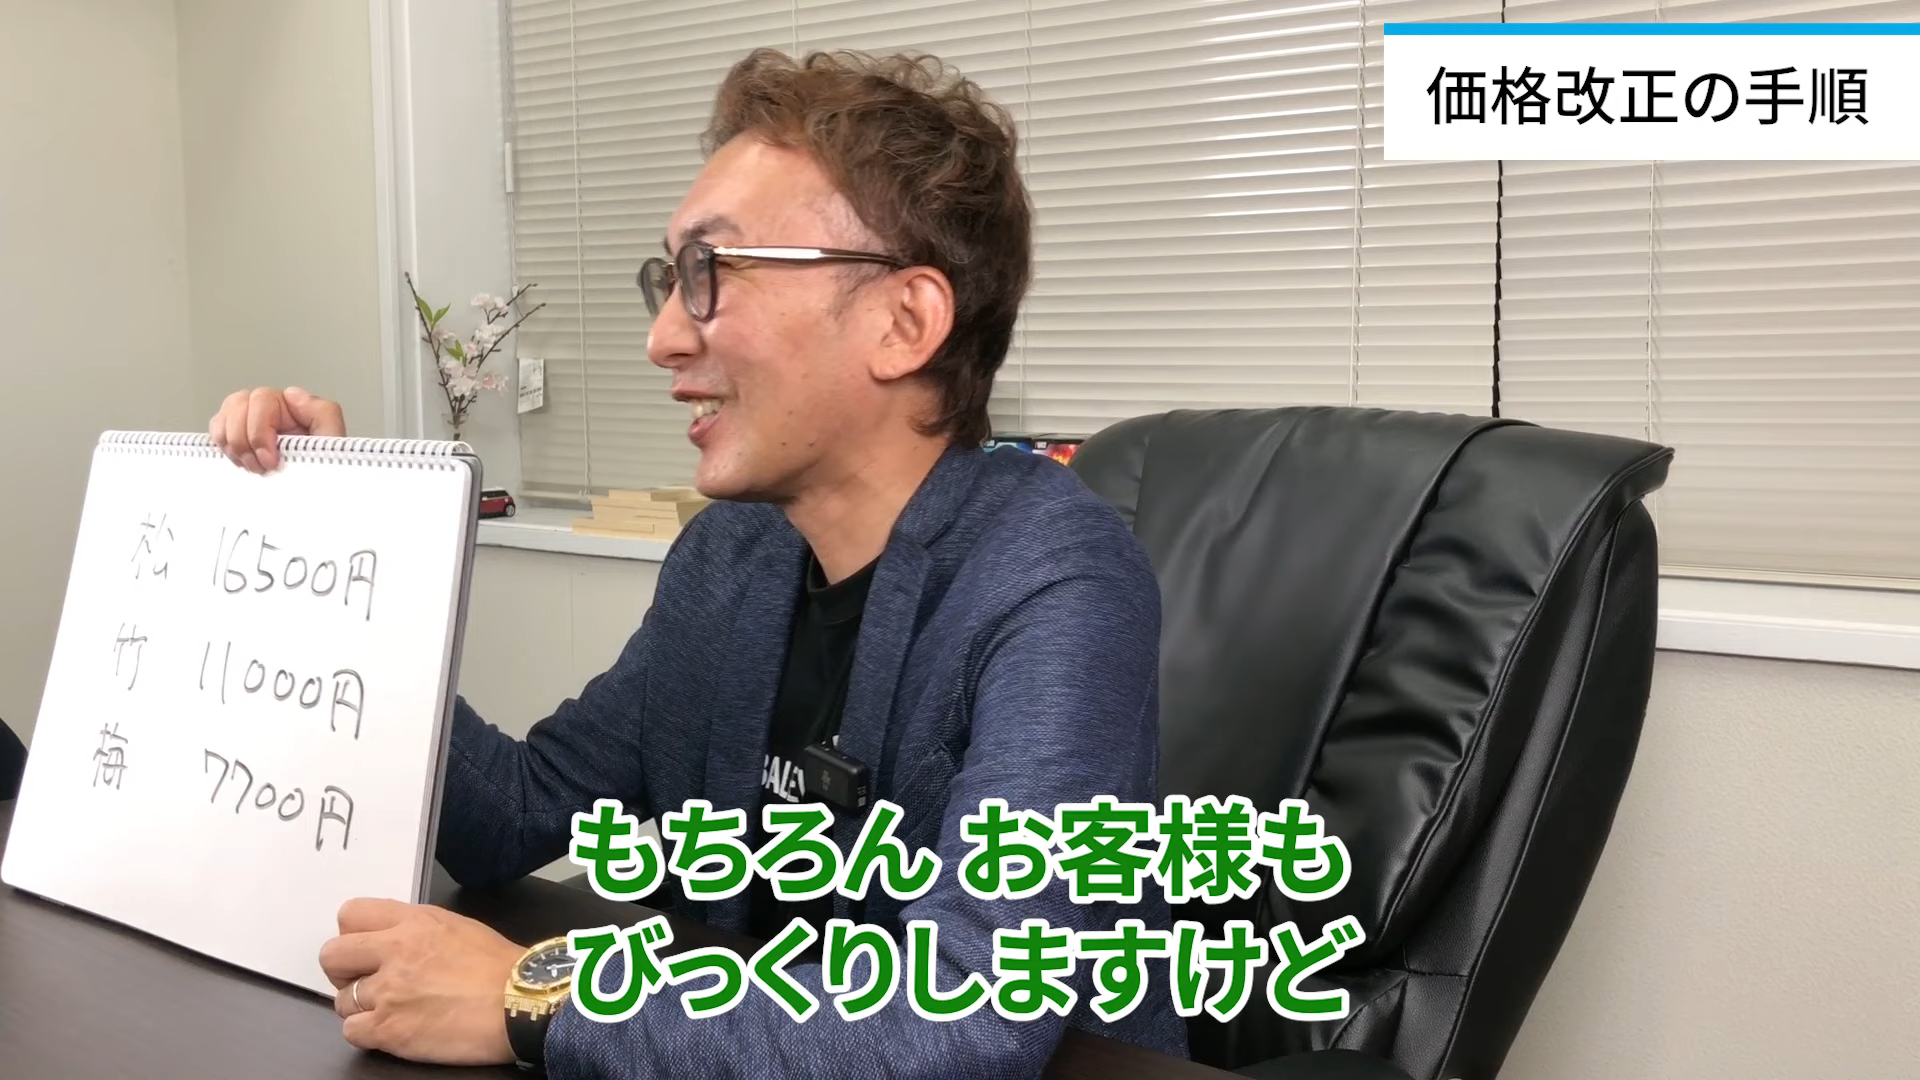 価格改正の手順
松 16500円
竹 11000円
梅 7700円
もちろん お客様も
びっくりしますけど